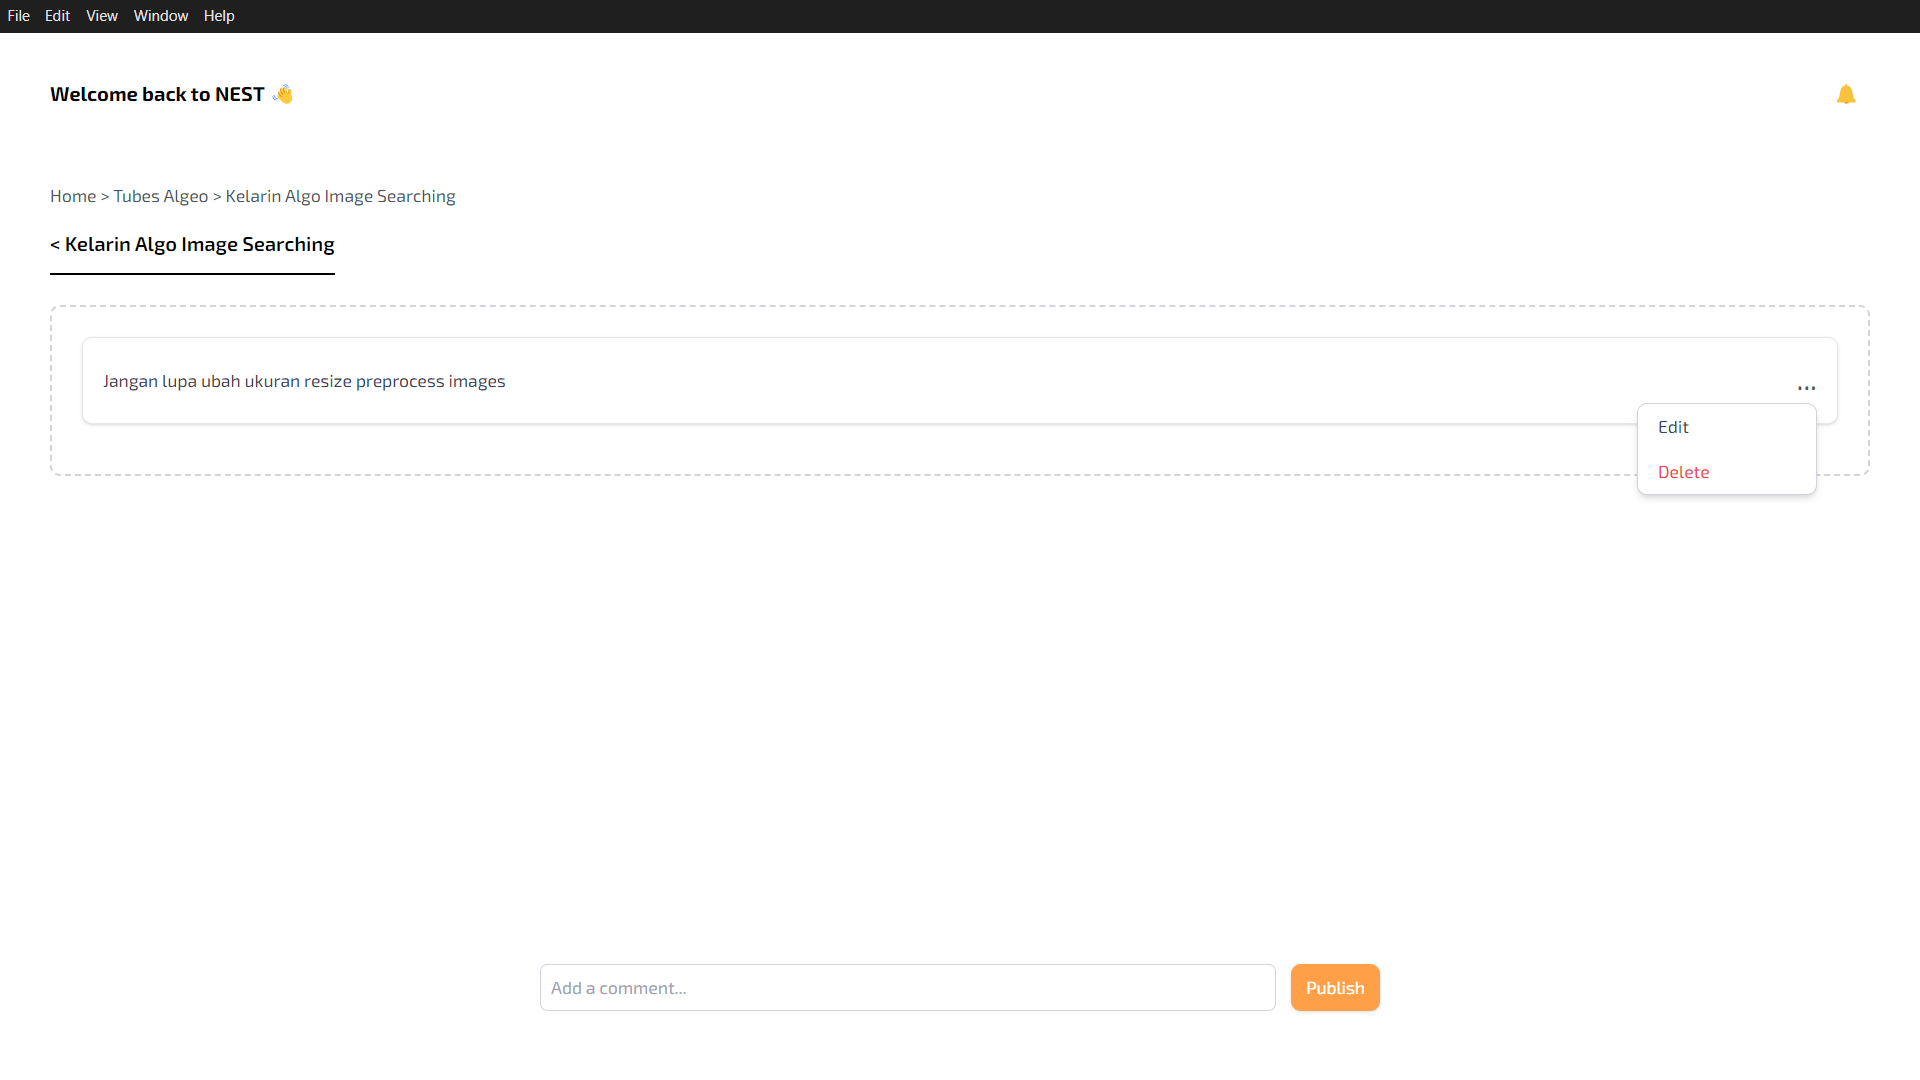 File Edit View Window Help
Welcome back to NEST 👋
Home > Tubes Algeo > Kelarin Algo Image Searching
< Kelarin Algo Image Searching
Jangan lupa ubah ukuran resize preprocess images
...
Edit
Delete
Add a comment...
Publish